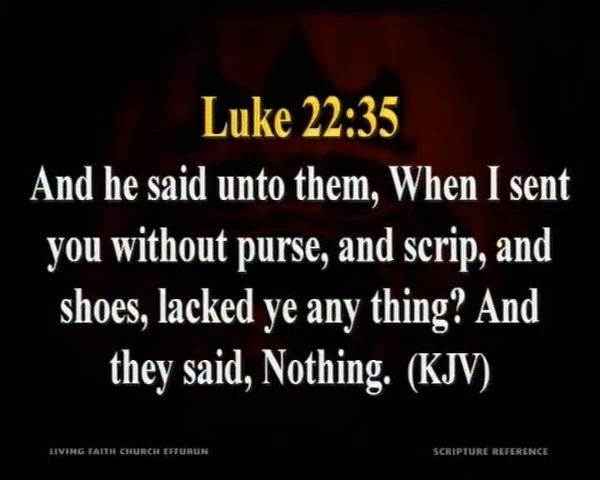 Luke 22:35
And he said unto them, When I sent
you without purse, and scrip, and
shoes, lacked ye any thing? And
they said, Nothing. (KJV)
LIVING FAITH CHURCH EFFURUN
SCRIPTURE REFERENCE